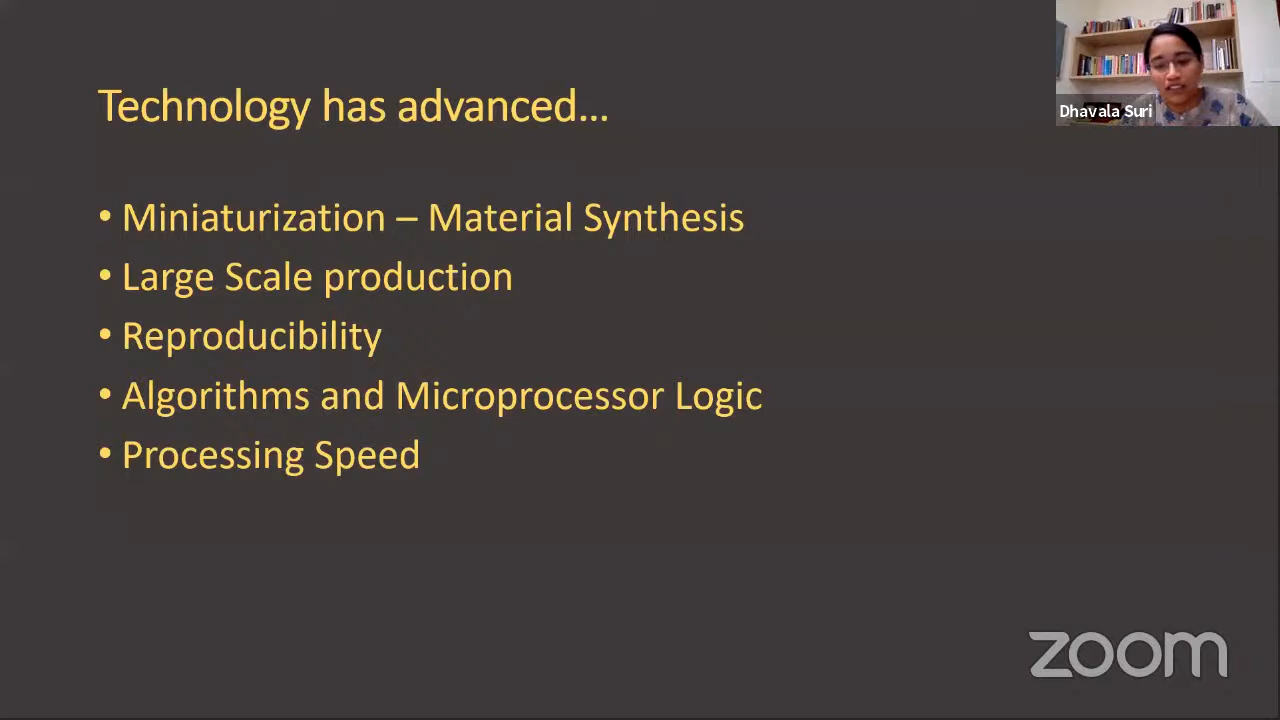 Technology has advanced...
Dhavala Suri
• Miniaturization – Material Synthesis
• Large Scale production
• Reproducibility
• Algorithms and Microprocessor Logic
• Processing Speed
zoom